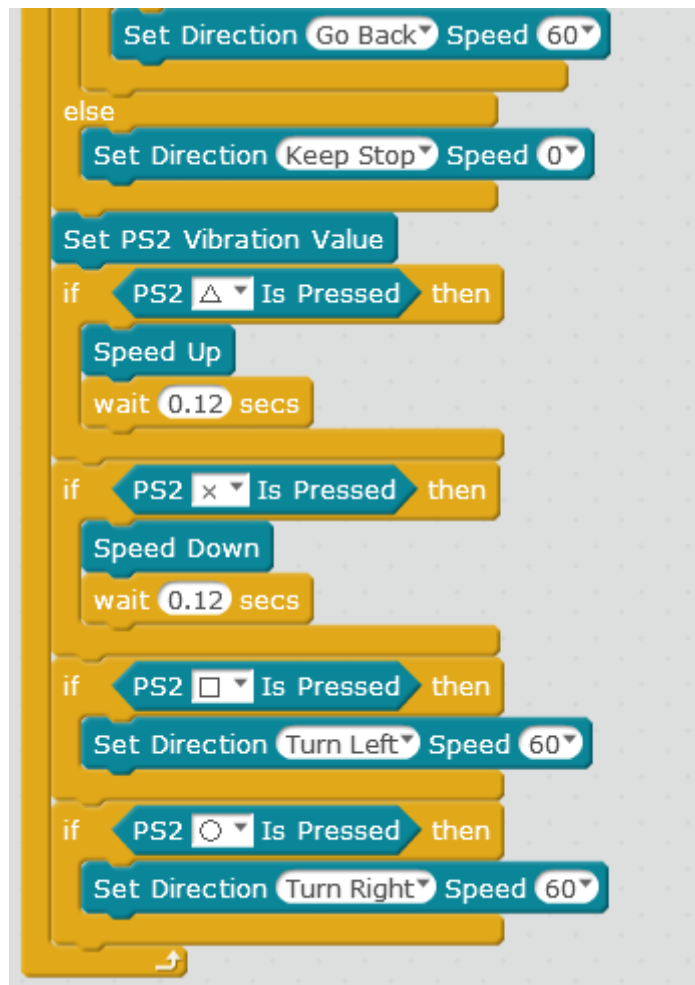 Set Direction Go Back Speed 60
else
Set Direction Keep Stop Speed 0
Set PS2 Vibration Value
if PS2 △ Is Pressed then
Speed Up
wait 0.12 secs
if PS2 × Is Pressed then
Speed Down
wait 0.12 secs
if PS2 □ Is Pressed then
Set Direction Turn Left Speed 60
if PS2 ○ Is Pressed then
Set Direction Turn Right Speed 60